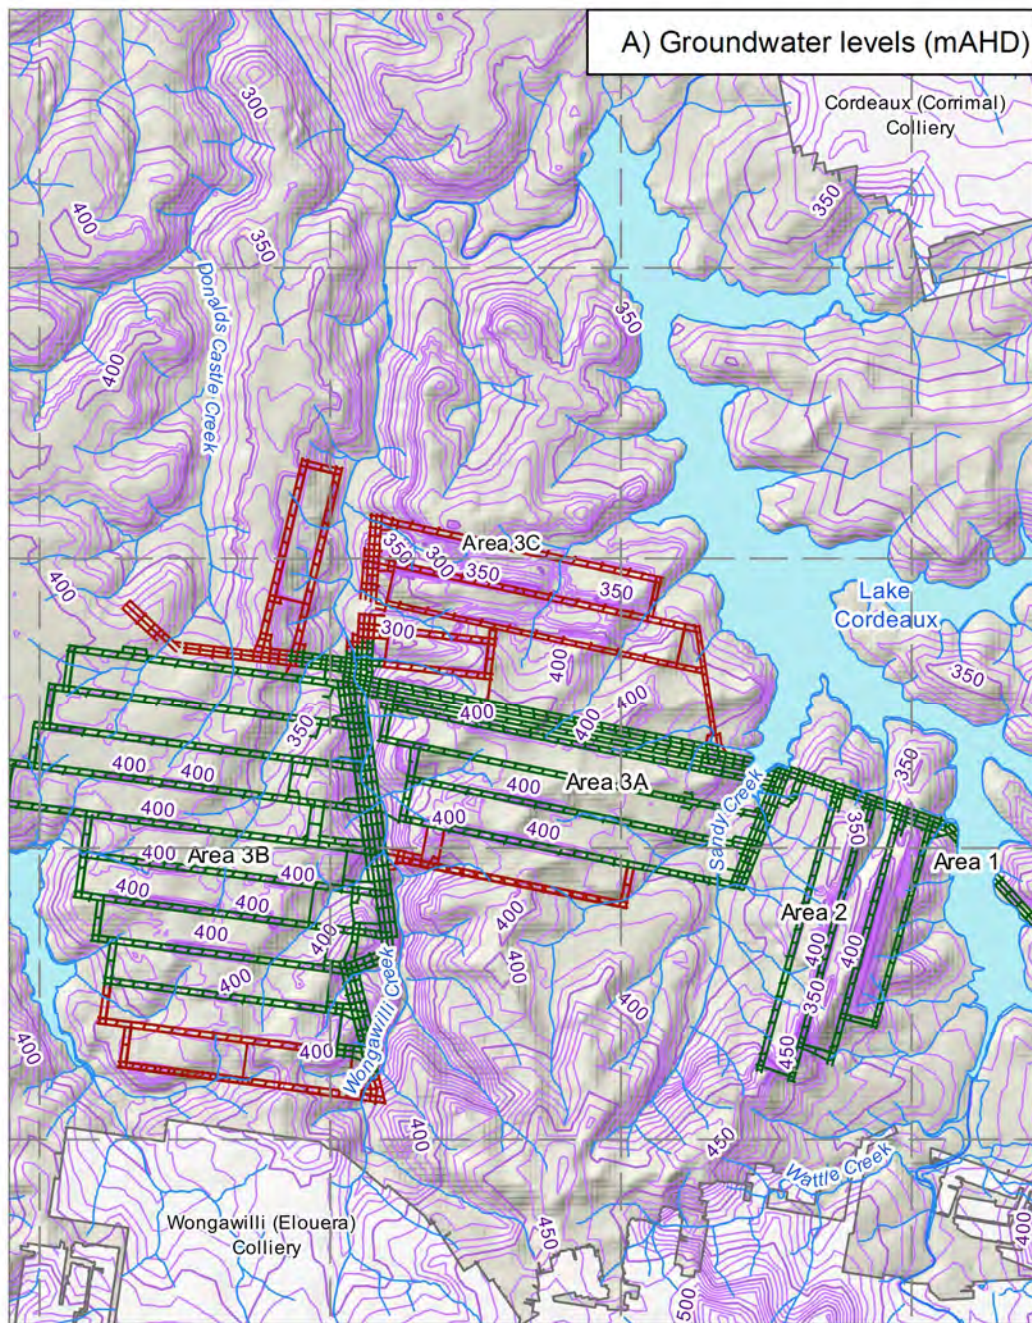 A) Groundwater levels (mAHD)
300
Cordeaux (Corrimal)
Colliery
350
400
350
Donalds Castle Creek
350
400
Area 3C
350
300
350
350
400
Lake
Cordeaux
300
400
350
400
400
400
350
350
400
400
400
Area 3A
400
400
400
Sandy Creek
350
Area 3B
400
400
Area 1
400
400
400
Area 2
400
400
400
400
400
400
400
350
400
400
Wongawilli Creek
450
400
450
Wattle Creek
Wongawilli (Elouera)
Colliery
450
400
500